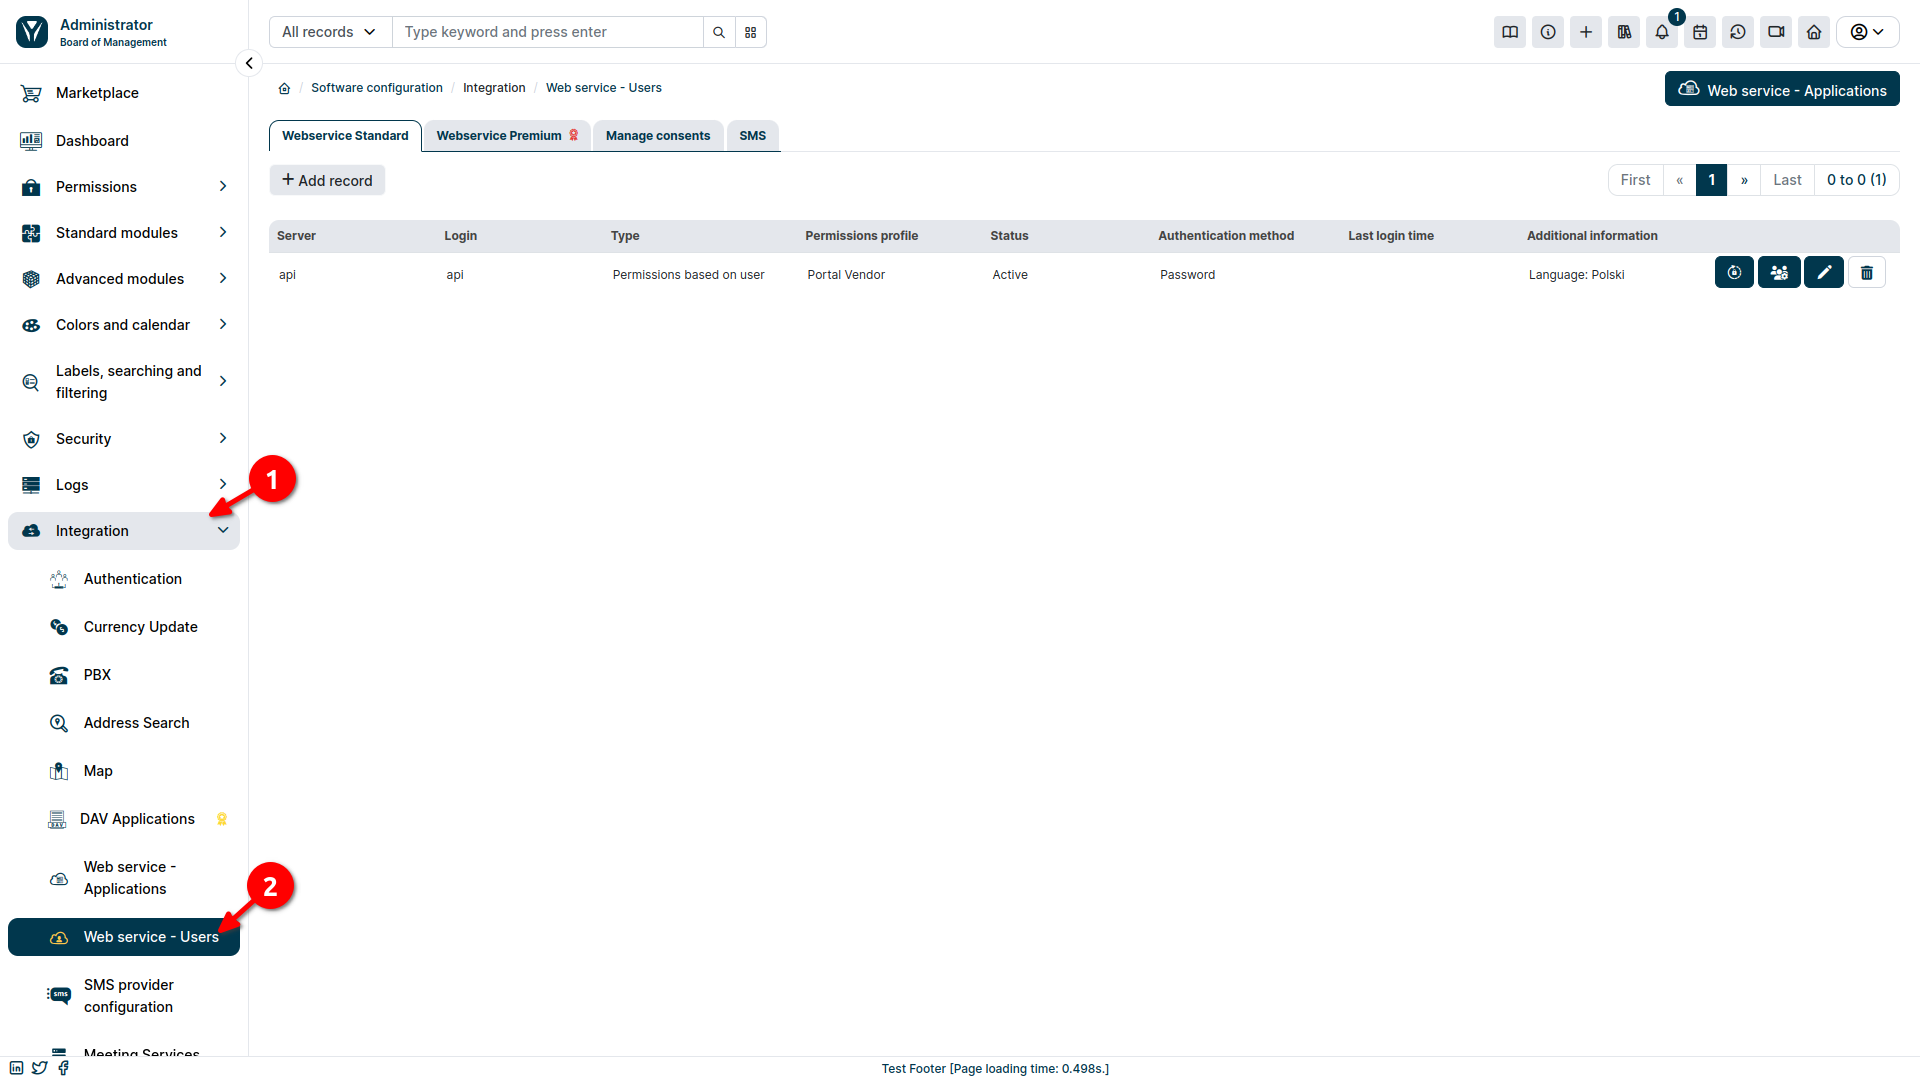 Administrator
Board of Management
All records
Type keyword and press enter
1
Marketplace
Dashboard
Permissions
Standard modules
Advanced modules
Colors and calendar
Labels, searching and
filtering
Security
Logs
1
Integration
Authentication
Currency Update
PBX
Address Search
Map
DAV Applications
Web service -
Applications
2
Web service - Users
SMS provider
configuration
Meeting Services
/ Software configuration / Integration / Web service - Users
Web service - Applications
Webservice Standard
Webservice Premium
Manage consents
SMS
+ Add record
First « 1 » Last 0 to 0 (1)
Server Login Type Permissions profile Status Authentication method Last login time Additional information
api api Permissions based on user Portal Vendor Active Password Language: Polski
Test Footer [Page loading time: 0.498s.]